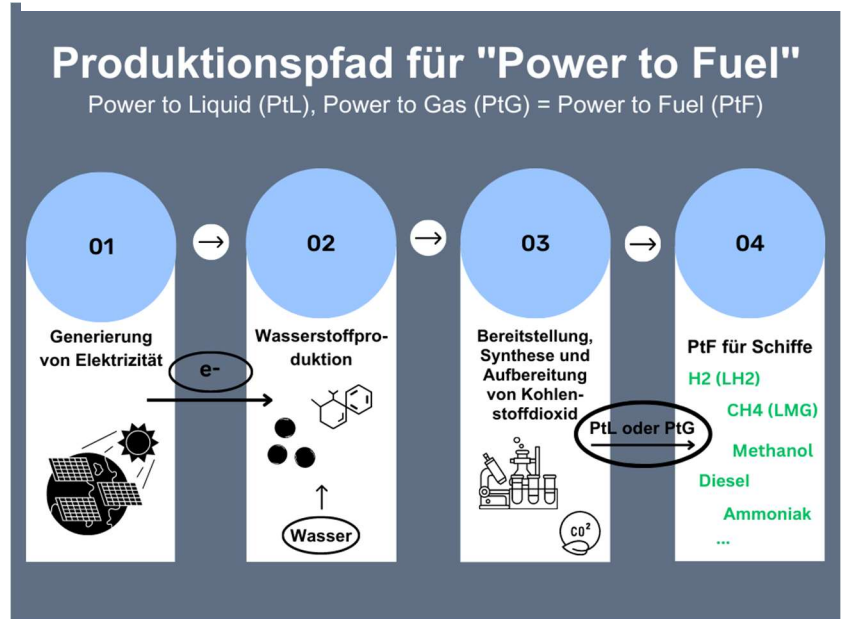 Produktionspfad für "Power to Fuel"
Power to Liquid (PtL), Power to Gas (PtG) = Power to Fuel (PtF)
01
Generierung
von Elektrizität
e-
02
Wasserstoffpro-
duktion
Wasser
03
Bereitstellung,
Synthese und
Aufbereitung
von Kohlen-
stoffdioxid
CO²
PtL oder PtG
04
PtF für Schiffe
H2 (LH2)
CH4 (LMG)
Methanol
Diesel
Ammoniak
...